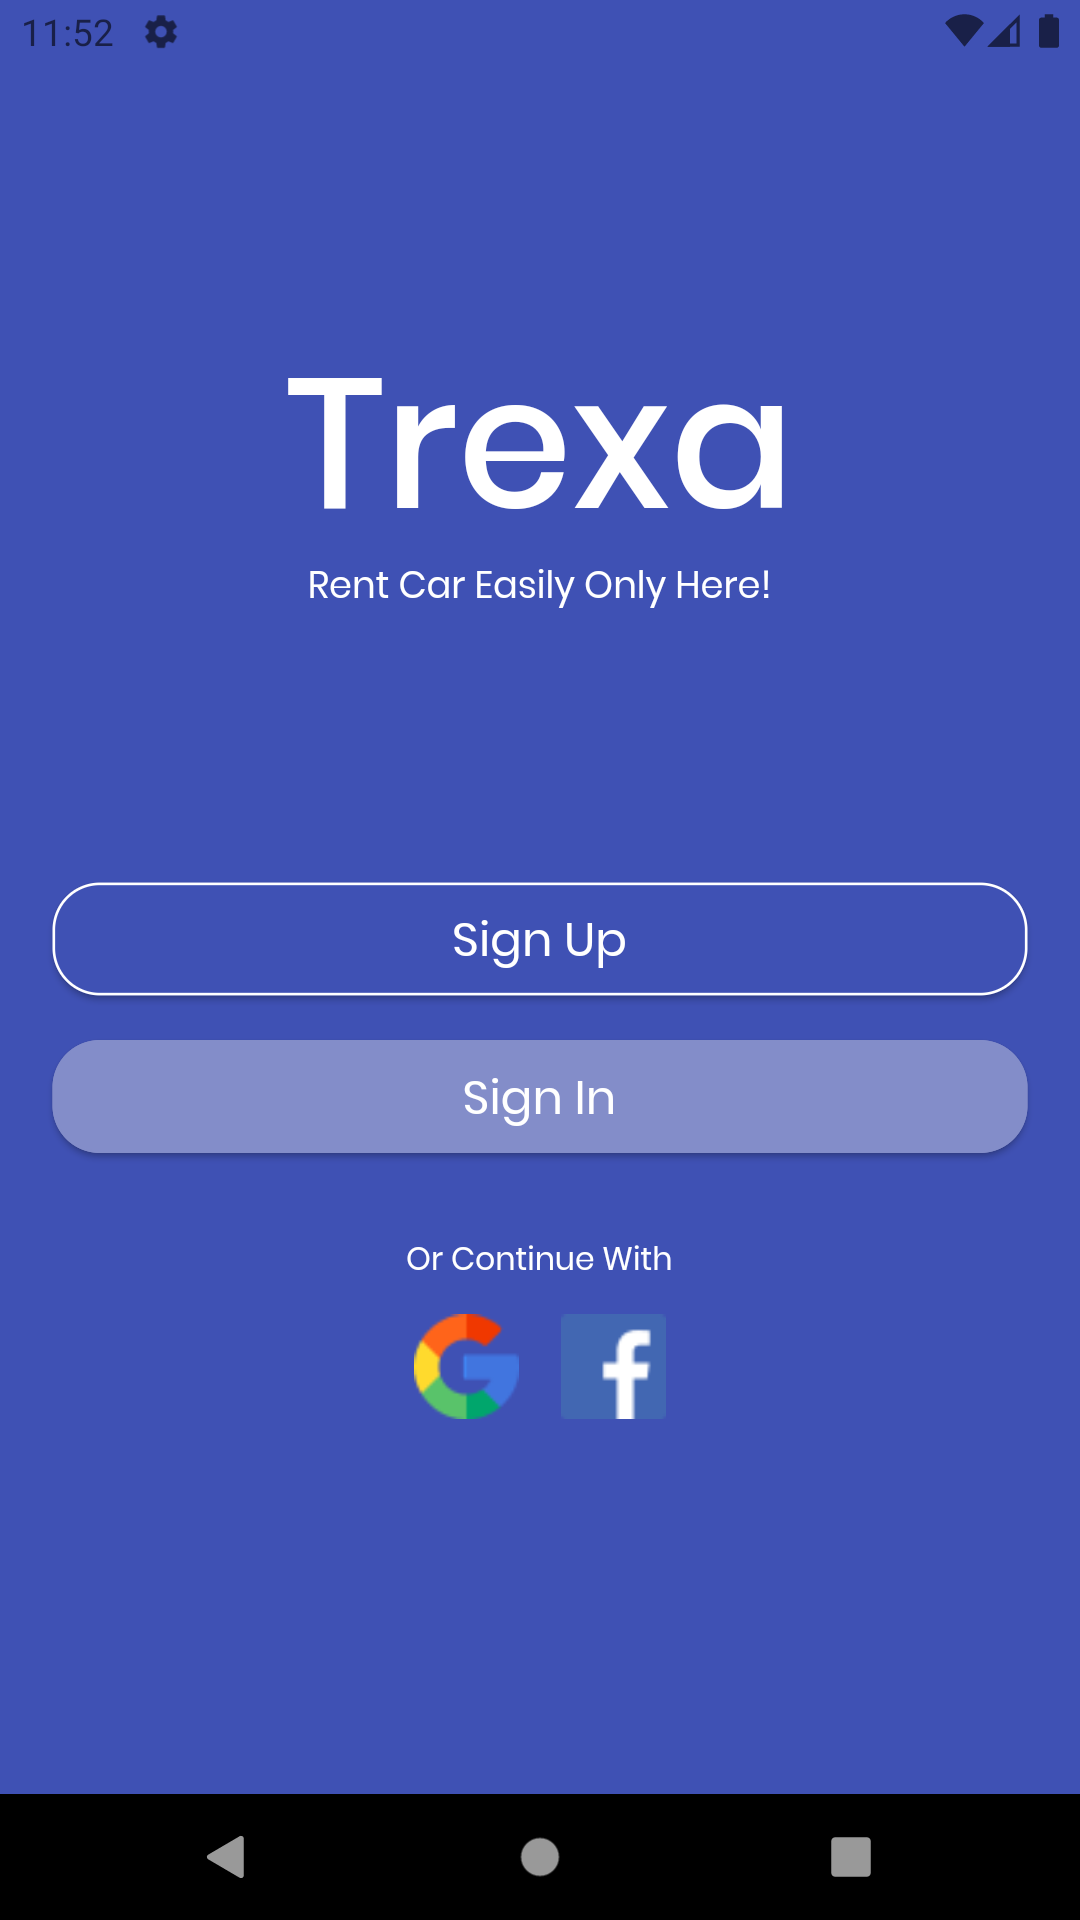 11:52
Trexa
Rent Car Easily Only Here!
Sign Up
Sign In
Or Continue With